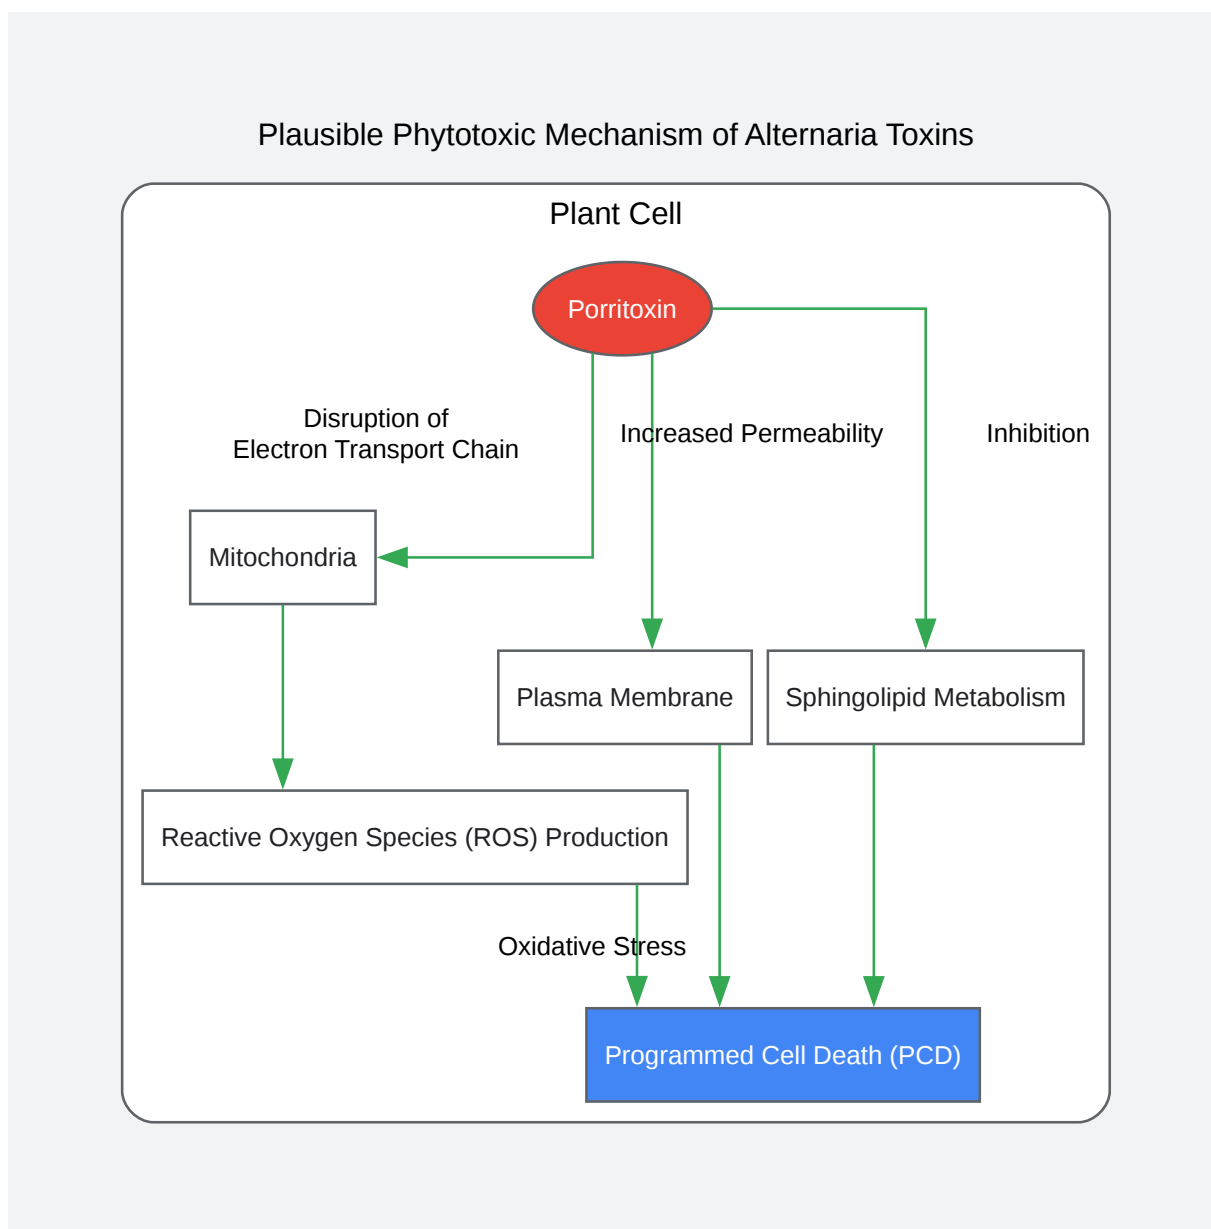 Plausible Phytotoxic Mechanism of Alternaria Toxins
Plant Cell
Porritoxin
Disruption of
Electron Transport Chain
Increased Permeability
Inhibition
Mitochondria
Plasma Membrane
Sphingolipid Metabolism
Reactive Oxygen Species (ROS) Production
Oxidative Stress
Programmed Cell Death (PCD)